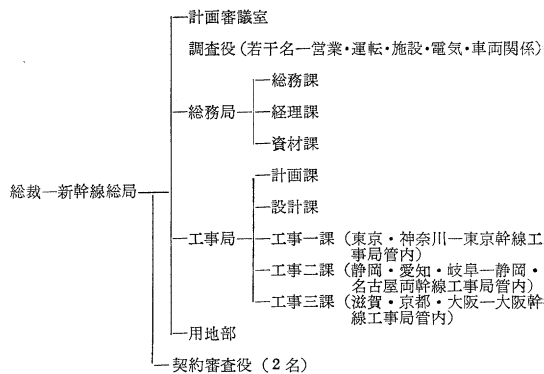 計画審議室
調査役(若干名―営業・運転・施設・電気・車両関係)
総務課
総務局
経理課
資材課
計画課
総裁―新幹線総局
設計課
工事局
工事一課(東京・神奈川―東京幹線工
事局管内)
工事二課(静岡・愛知・岐阜―静岡・
名古屋両幹線工事局管内)
工事三課(滋賀・京都・大阪―大阪幹
線工事局管内)
用地部
契約審査役(2名)